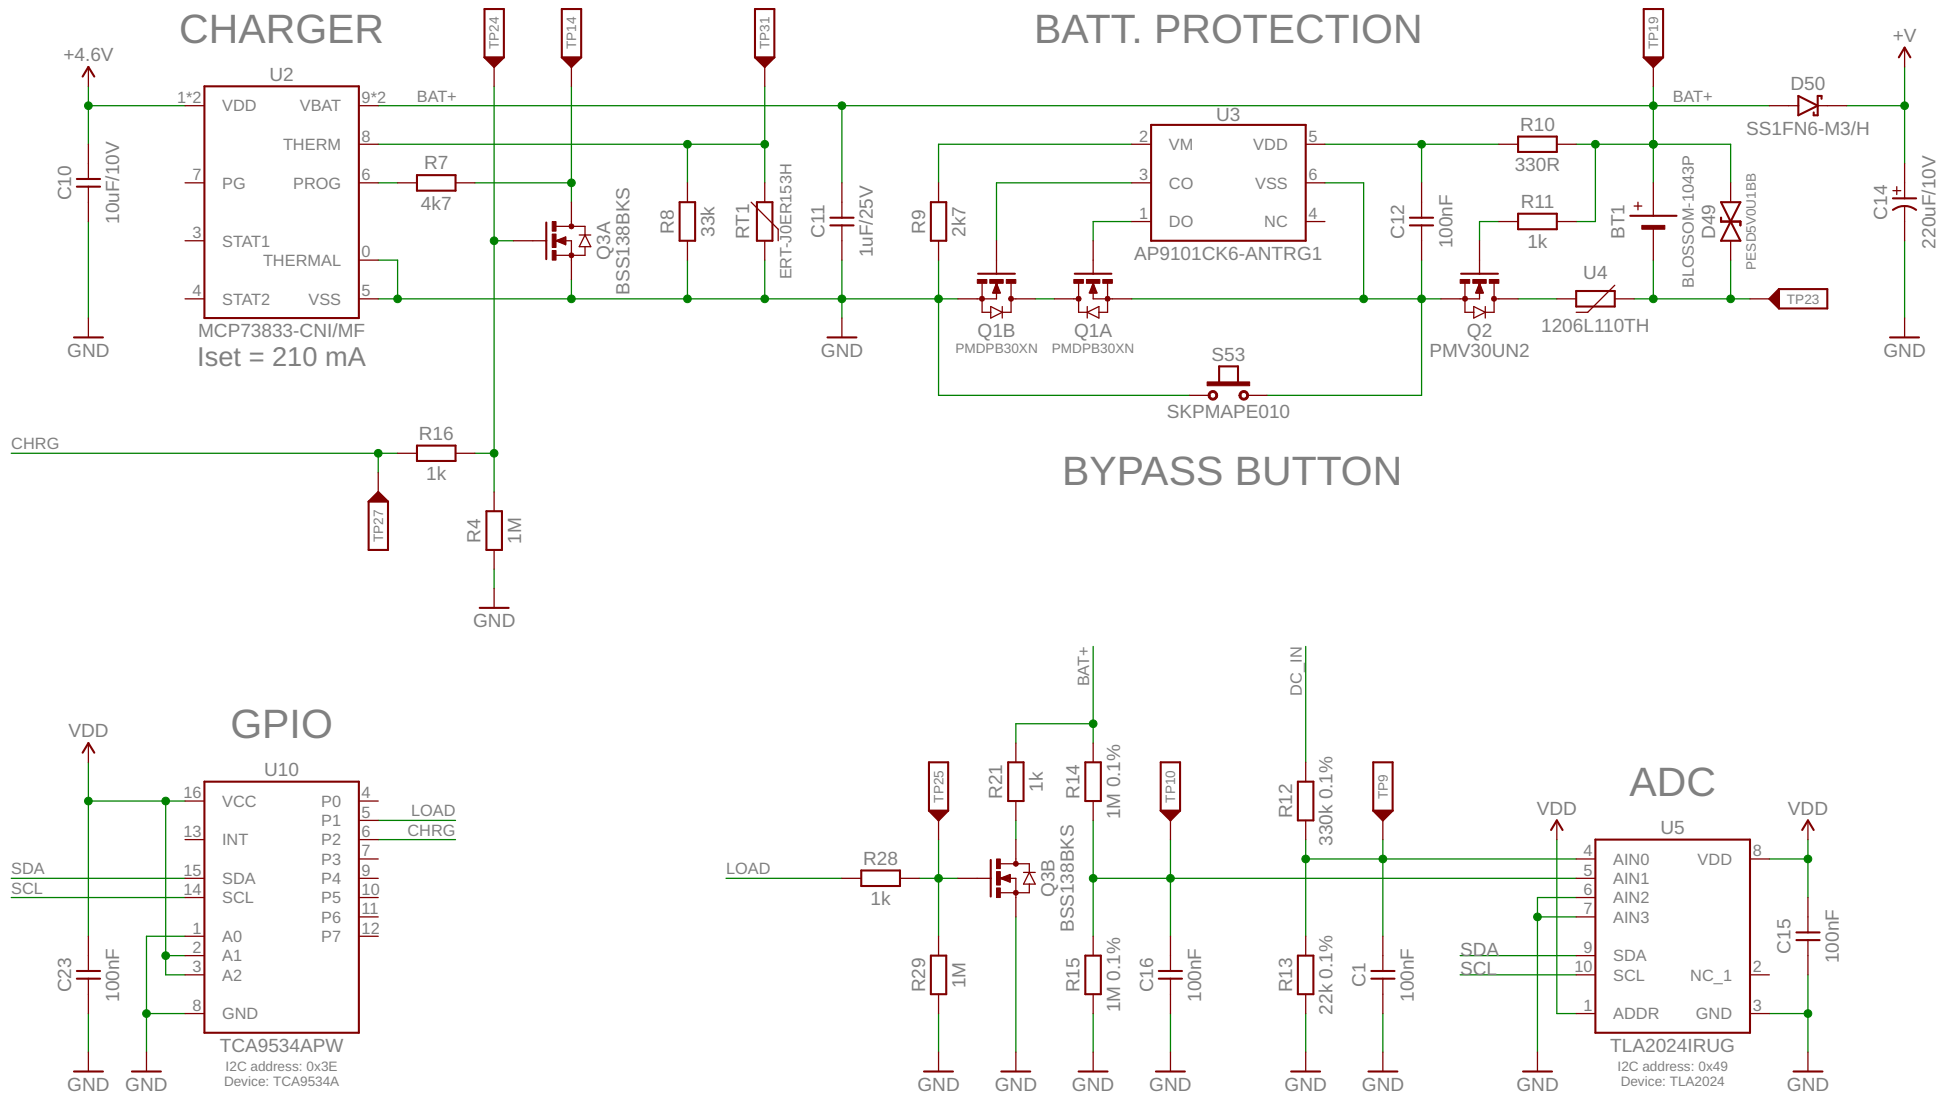 CHARGER
BATT. PROTECTION
TP24
TP14
TP31
TP19
+4.6V
+V
U2
1*2 VDD VBAT 9*2
BAT+
THERM 8
7 PG PROG 6
3 STAT1
THERMAL 0
4 STAT2 VSS 5
MCP73833-CNI/MF
Iset = 210 mA
C10
10uF/10V
GND
R7
4k7
Q3A
BSS138BKS
R8
33k
RT1
ERT-J0ER153H
C11
1uF/25V
GND
R9
2k7
U3
2 VM VDD 5
3 CO VSS 6
1 DO NC 4
AP9101CK6-ANTRG1
Q1B
PMDPB30XN
Q1A
PMDPB30XN
S53
SKPMAPE010
C12
100nF
R10
330R
R11
1k
Q2
PMV30UN2
U4
1206L110TH
BT1
+
BLOSSOM-1043P
D49
PESD5V0U1BB
TP23
BAT+
D50
SS1FN6-M3/H
C14
+
220uF/10V
GND
CHRG
R16
1k
TP27
R4
1M
GND
BYPASS BUTTON
GPIO
VDD
U10
16 VCC P0 4
P1 5 LOAD
13 INT P2 6 CHRG
P3 7
SDA 15 SDA P4 9
SCL 14 SCL P5 10
P6 11
1 A0 P7 12
2 A1
3 A2
8 GND
TCA9534APW
I2C address: 0x3E
Device: TCA9534A
C23
100nF
GND
GND
LOAD
R28
1k
TP25
R29
1M
GND
BAT+
R21
1k
Q3B
BSS138BKS
GND
R14
1M 0.1%
R15
1M 0.1%
GND
TP10
C16
100nF
GND
DC_IN
R12
330k 0.1%
R13
22k 0.1%
GND
TP9
C1
100nF
GND
ADC
VDD
VDD
U5
4 AIN0 VDD 8
5 AIN1
6 AIN2
7 AIN3
SDA 9 SDA
SCL 10 SCL NC_1 2
1 ADDR GND 3
TLA2024IRUG
I2C address: 0x49
Device: TLA2024
C15
100nF
GND
GND